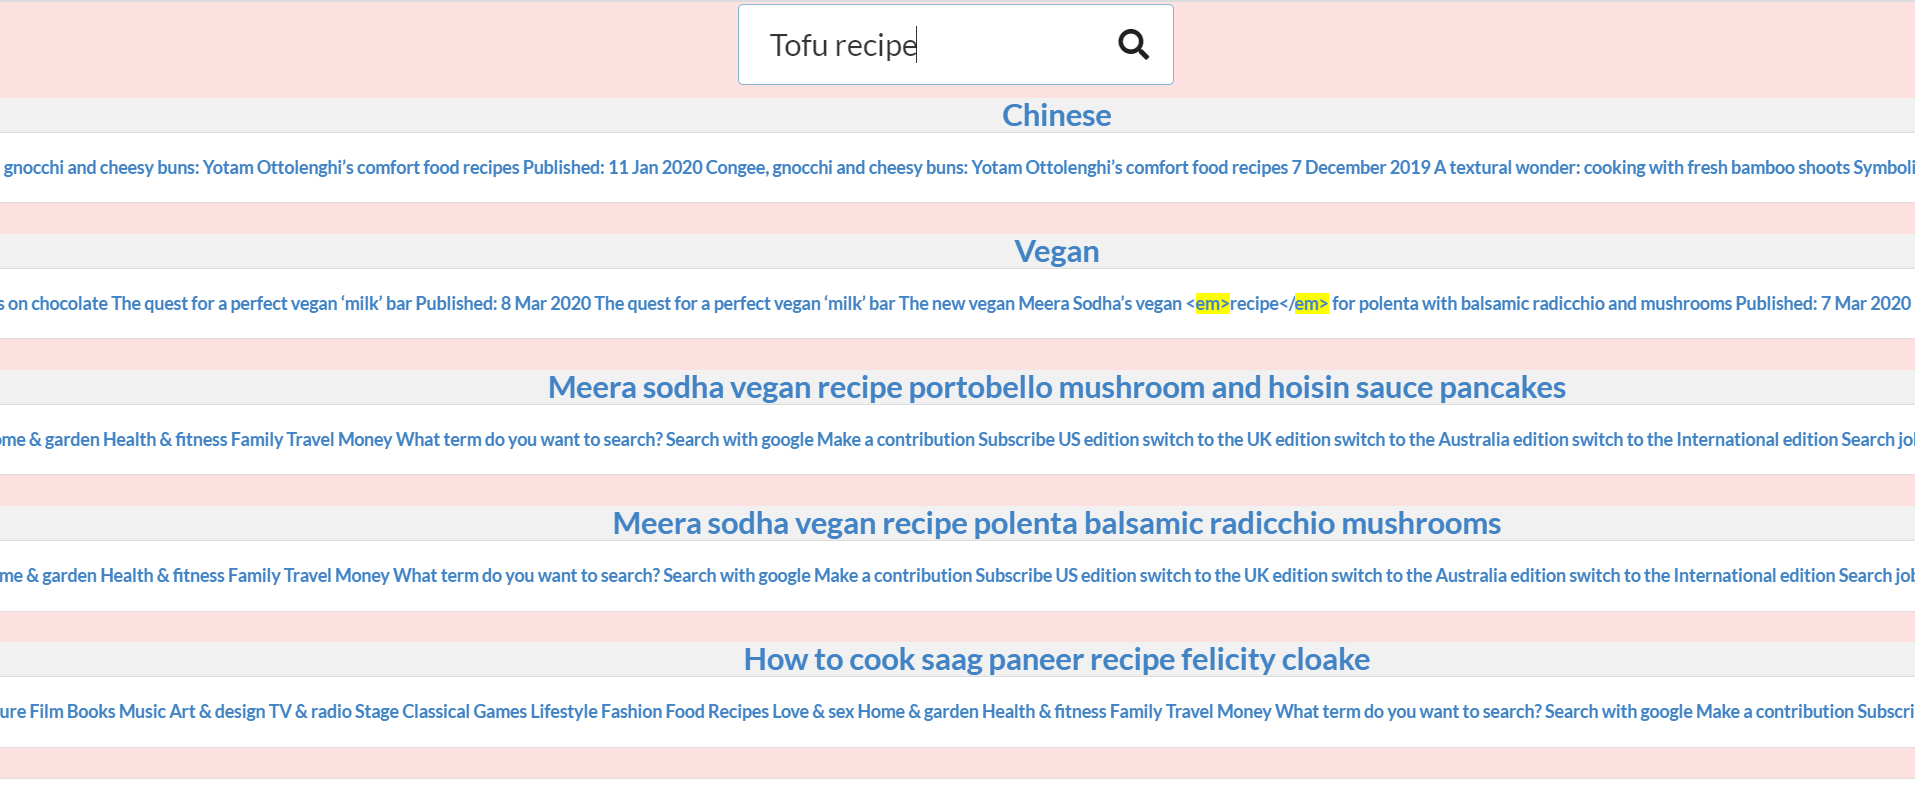 Tofu recipe
Chinese
gnocchi and cheesy buns: Yotam Ottolenghi’s comfort food recipes Published: 11 Jan 2020 Congee, gnocchi and cheesy buns: Yotam Ottolenghi’s comfort food recipes 7 December 2019 A textural wonder: cooking with fresh bamboo shoots Symboli
Vegan
s on chocolate The quest for a perfect vegan ‘milk’ bar Published: 8 Mar 2020 The quest for a perfect vegan ‘milk’ bar The new vegan Meera Sodha’s vegan <em>recipe</em> for polenta with balsamic radicchio and mushrooms Published: 7 Mar 2020
Meera sodha vegan recipe portobello mushroom and hoisin sauce pancakes
ome & garden Health & fitness Family Travel Money What term do you want to search? Search with google Make a contribution Subscribe US edition switch to the UK edition switch to the Australia edition switch to the International edition Search jo
Meera sodha vegan recipe polenta balsamic radicchio mushrooms
me & garden Health & fitness Family Travel Money What term do you want to search? Search with google Make a contribution Subscribe US edition switch to the UK edition switch to the Australia edition switch to the International edition Search job
How to cook saag paneer recipe felicity cloake
ure Film Books Music Art & design TV & radio Stage Classical Games Lifestyle Fashion Food Recipes Love & sex Home & garden Health & fitness Family Travel Money What term do you want to search? Search with google Make a contribution Subscri